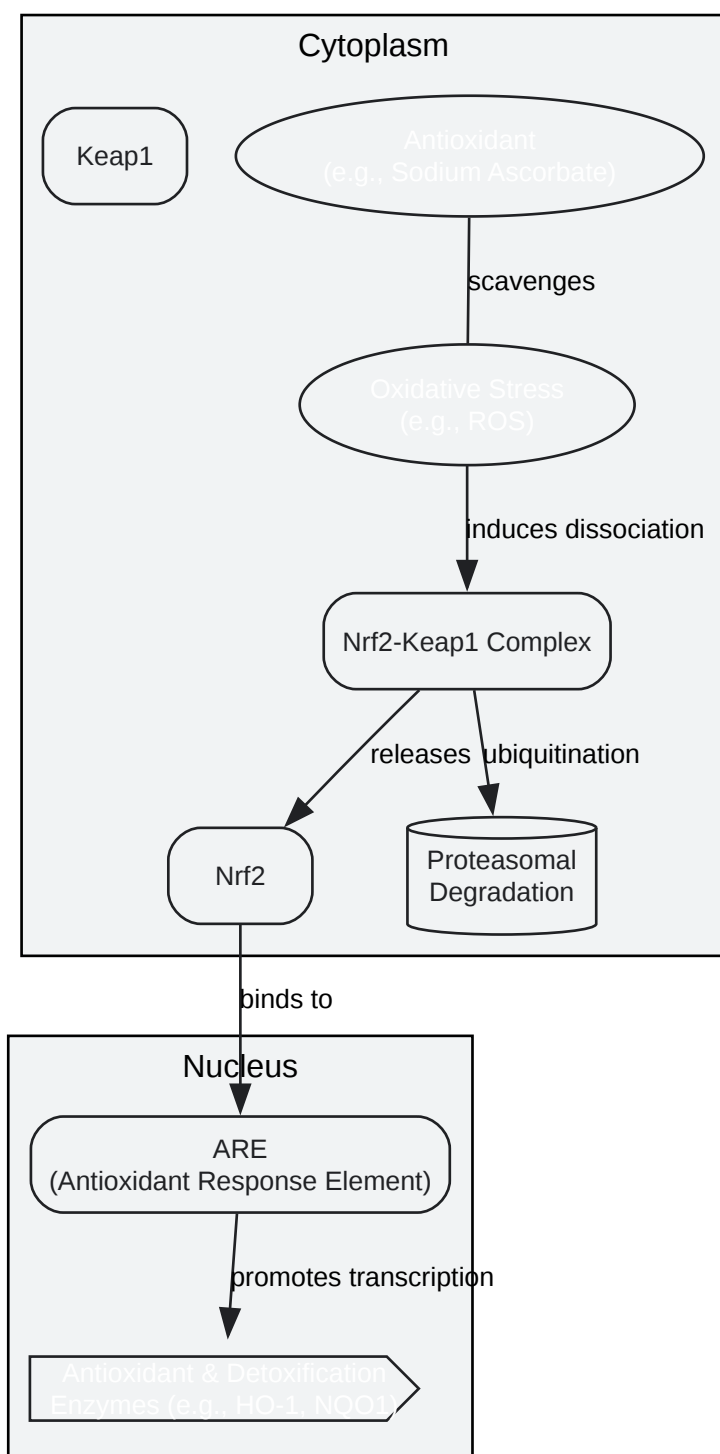 Cytoplasm
Keap1
Antioxidant
(e.g., Sodium Ascorbate)
scavenges
Oxidative Stress
(e.g., ROS)
induces dissociation
Nrf2-Keap1 Complex
releases
ubiquitination
Nrf2
Proteasomal
Degradation
binds to
Nucleus
ARE
(Antioxidant Response Element)
promotes transcription
Antioxidant & Detoxification
Enzymes (e.g., HO-1, NQO1)